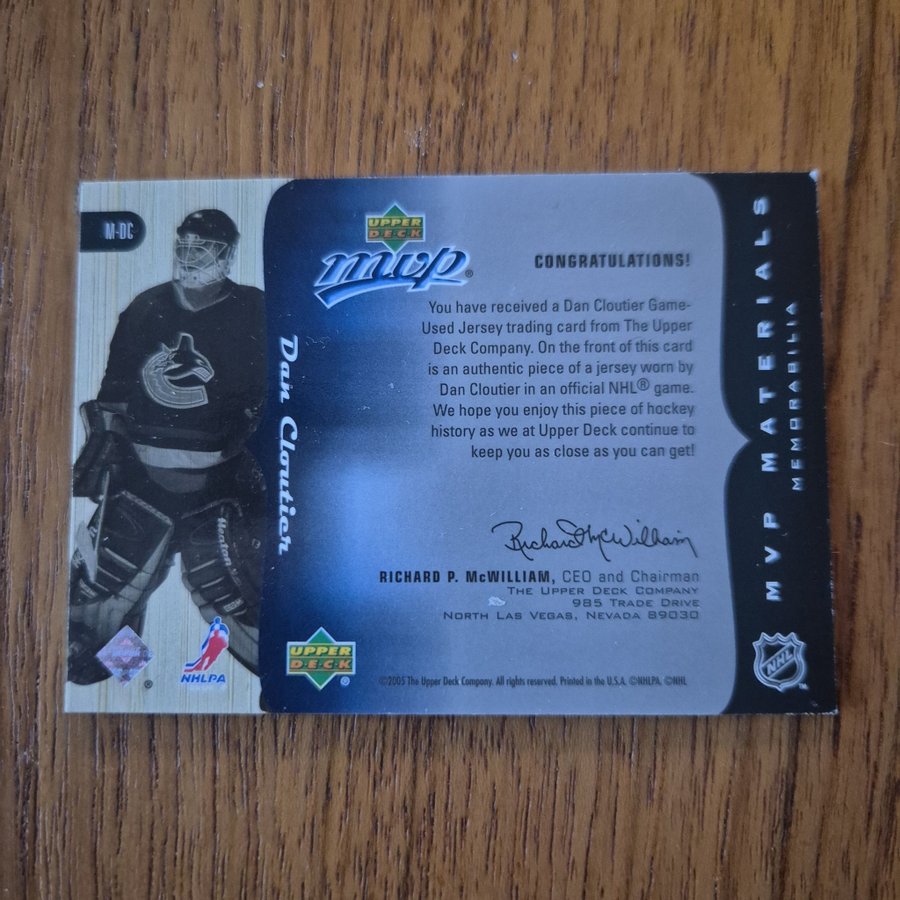 M-DC
Dan Cloutier
Heaton
NHLPA
UPPER
DECK
mvp®
CONGRATULATIONS!
You have received a Dan Cloutier Game-
Used Jersey trading card from The Upper
Deck Company. On the front of this card
is an authentic piece of a jersey worn by
Dan Cloutier in an official NHL® game.
We hope you enjoy this piece of hockey
history as we at Upper Deck continue to
keep you as close as you can get!
Richard McWilliam
RICHARD P. McWILLIAM, CEO and Chairman
THE UPPER DECK COMPANY
985 TRADE DRIVE
NORTH LAS VEGAS, NEVADA 89030
UPPER
DECK®
©2005 The Upper Deck Company. All rights reserved. Printed in the U.S.A. ©NHLPA. ©NHL
MVP MATERIALS
MEMORABILIA
NHL™